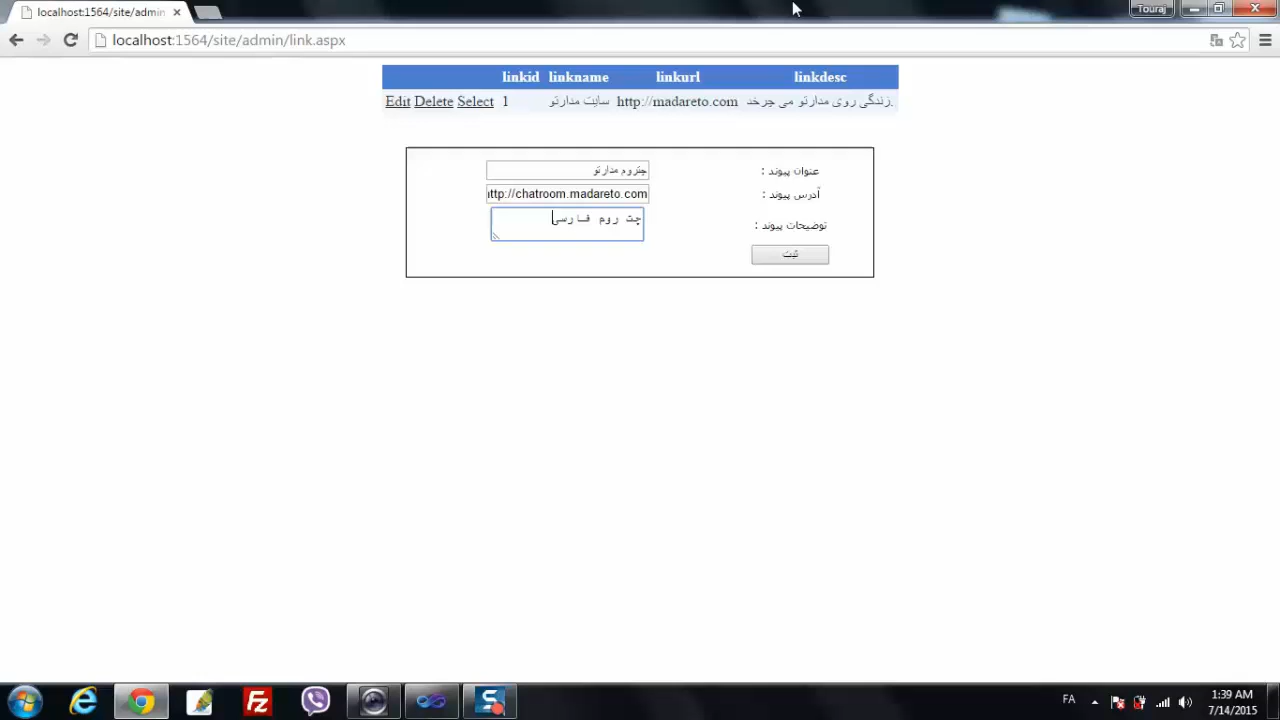 localhost:1564/site/admin
Touraj
localhost:1564/site/admin/link.aspx
linkid linkname linkurl linkdesc
Edit Delete Select 1 سایت مدارتو http://madareto.com زندگی روی مدارتو می چرخد.
عنوان پیوند : چتروم مدارتو
آدرس پیوند : ttp://chatroom.madareto.com
توضیحات پیوند : چت روم فارسی
ثبت
FA
1:39 AM
7/14/2015